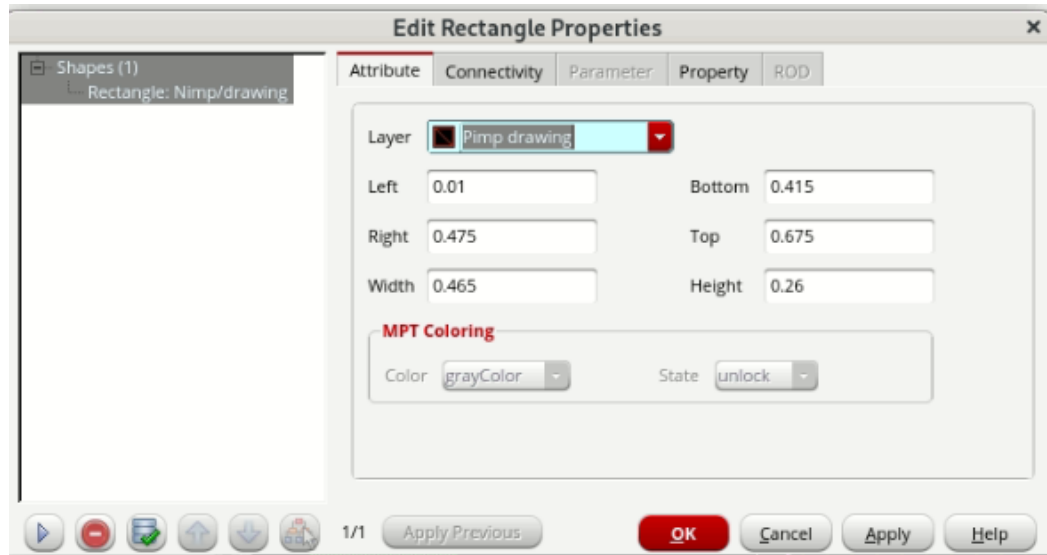 Edit Rectangle Properties
Shapes (1)
Rectangle: Nimp/drawing
Attribute Connectivity Parameter Property ROD
Layer Pimp drawing
Left 0.01 Bottom 0.415
Right 0.475 Top 0.675
Width 0.465 Height 0.26
MPT Coloring
Color grayColor State unlock
1/1 Apply Previous OK Cancel Apply Help